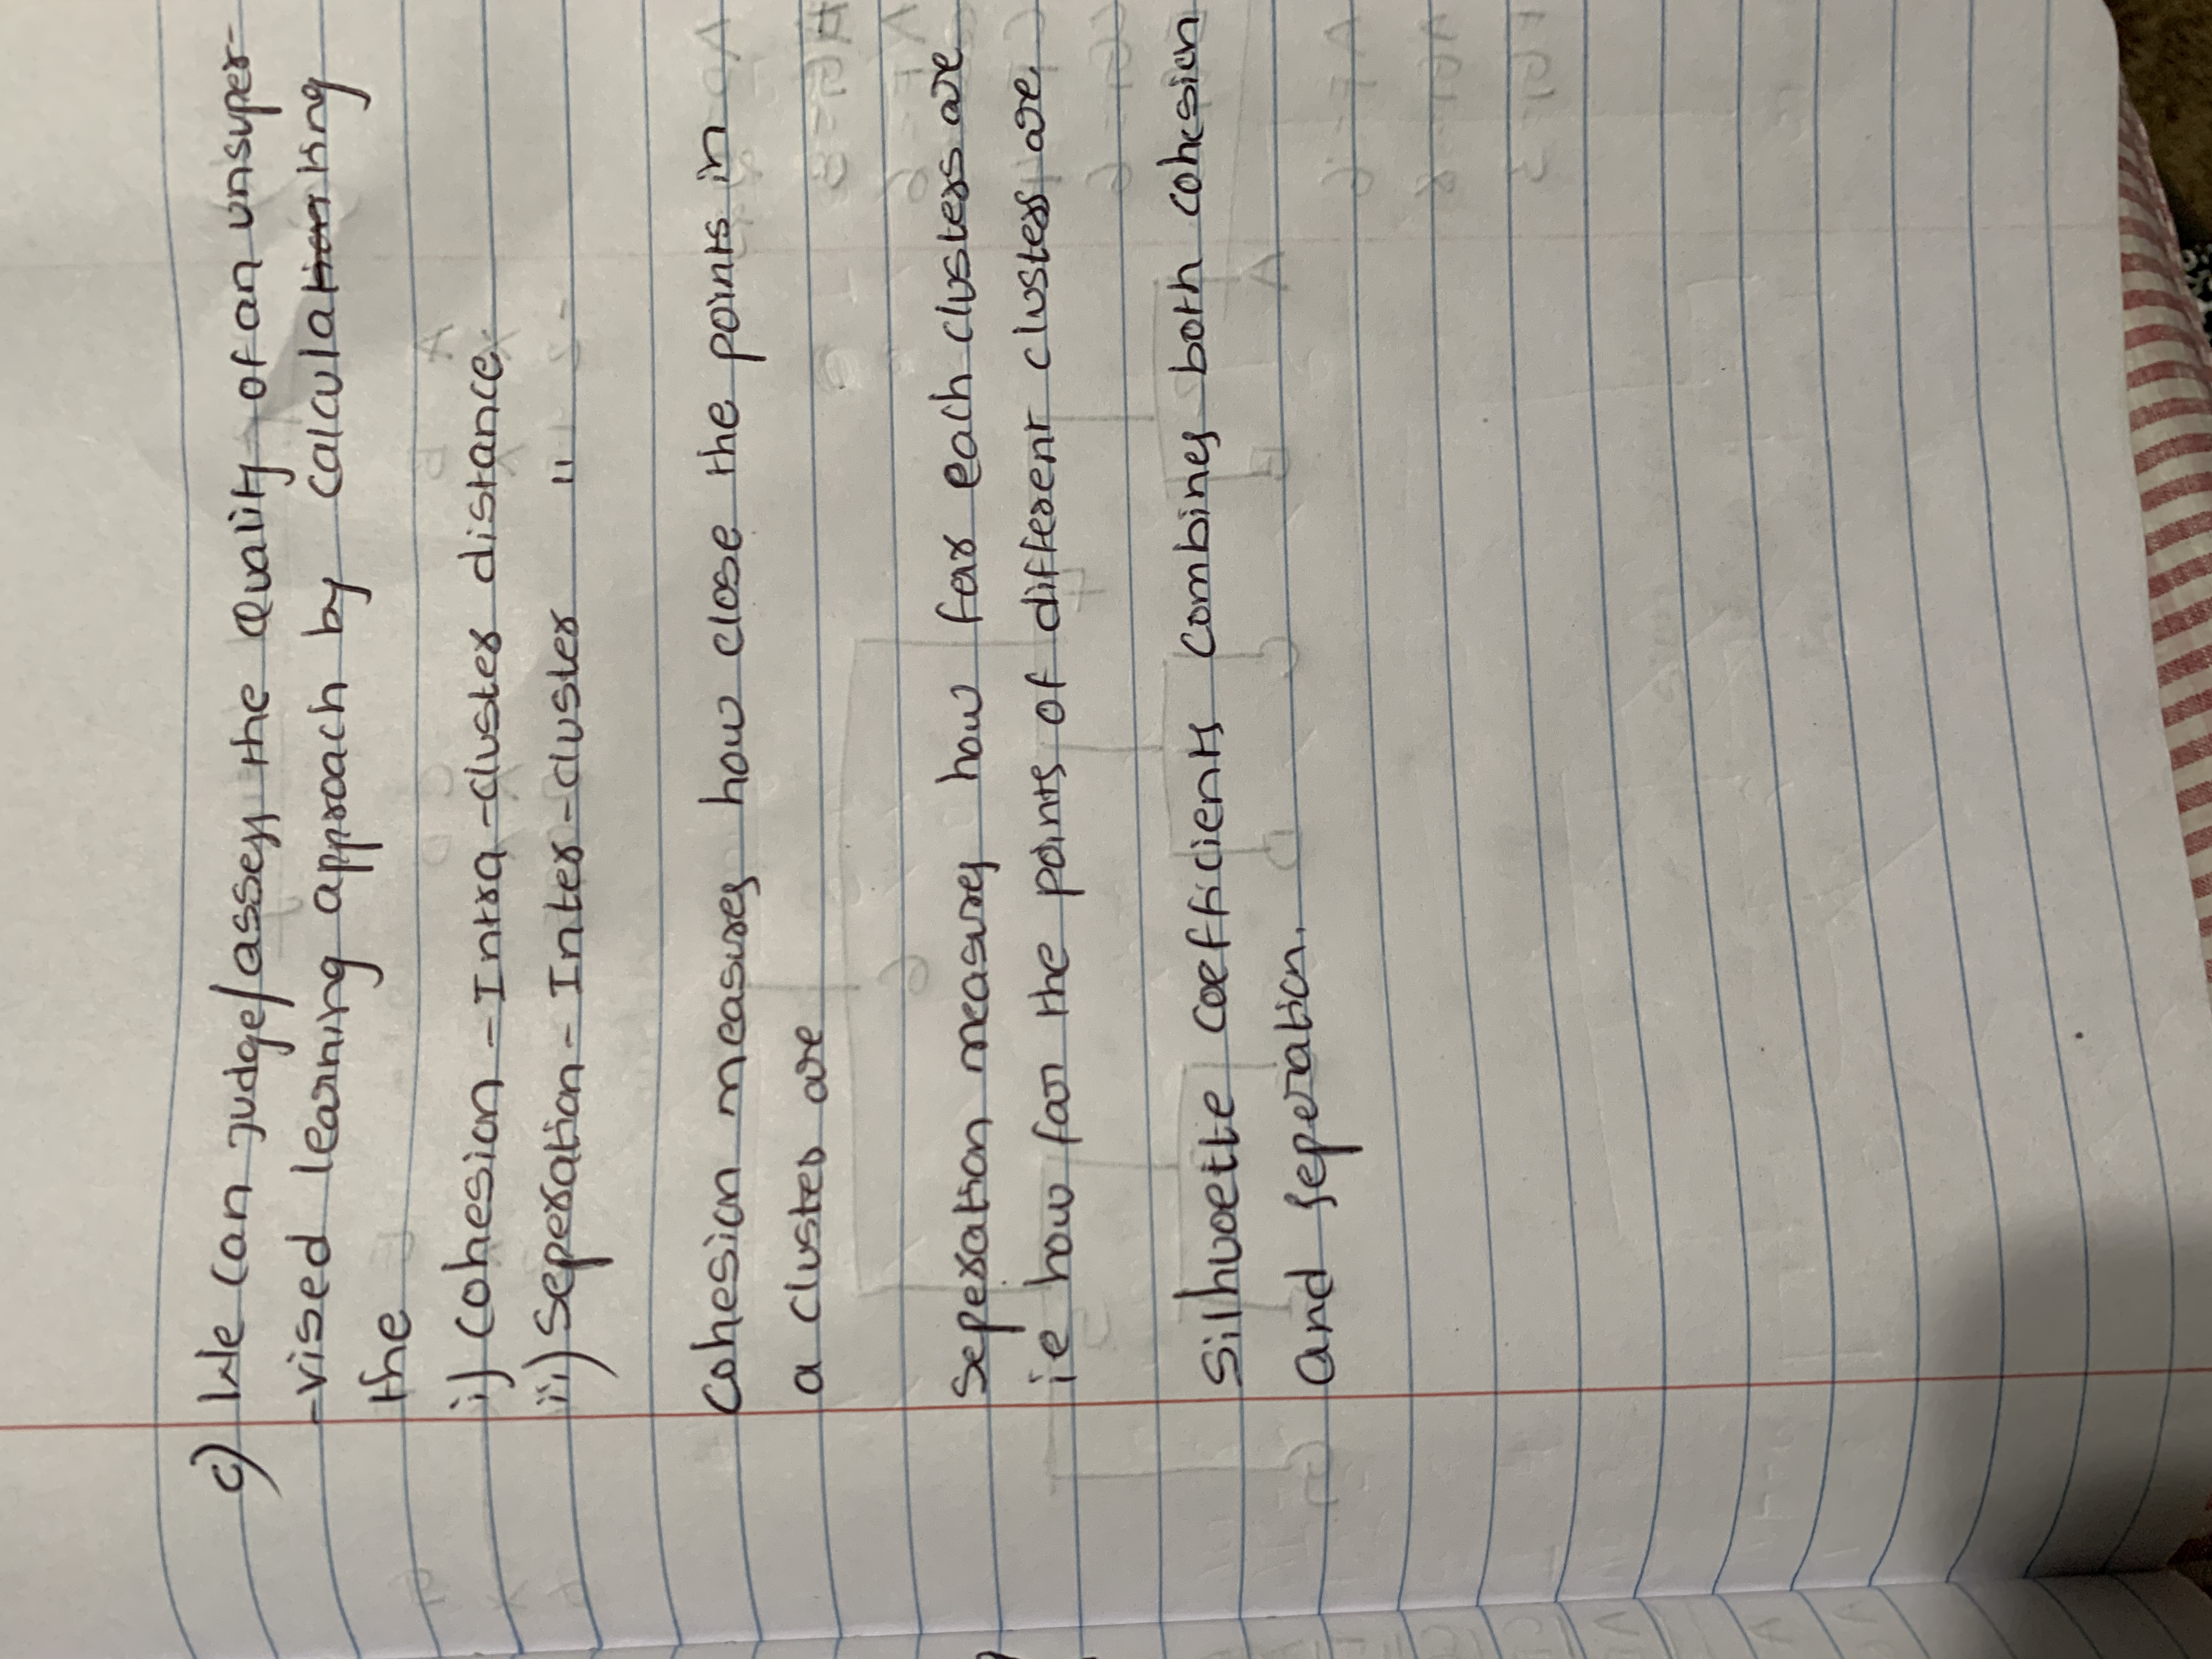 c) We can judge/assess the Quality of an unsuper-
-vised learning approach by calculating
the
i) Cohesion - Intra-cluster distance
ii) Seperation - Inter-cluster "
Cohesion measures how close the points in
a cluster are
Seperation measures how far each clusters are
ie how far the points of different clusters are
Silhuoette coefficients combines both cohesion
and seperation.